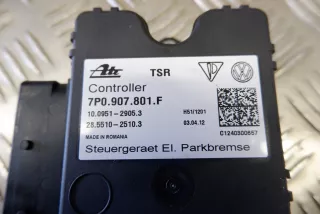 Ate TSR
Controller
7P0.907.801.F
10.0951-2905.3 H51/1201
28.5510-2510.3 03.04.12
MADE IN ROMANIA C1240300657
Steuergeraet El. Parkbremse